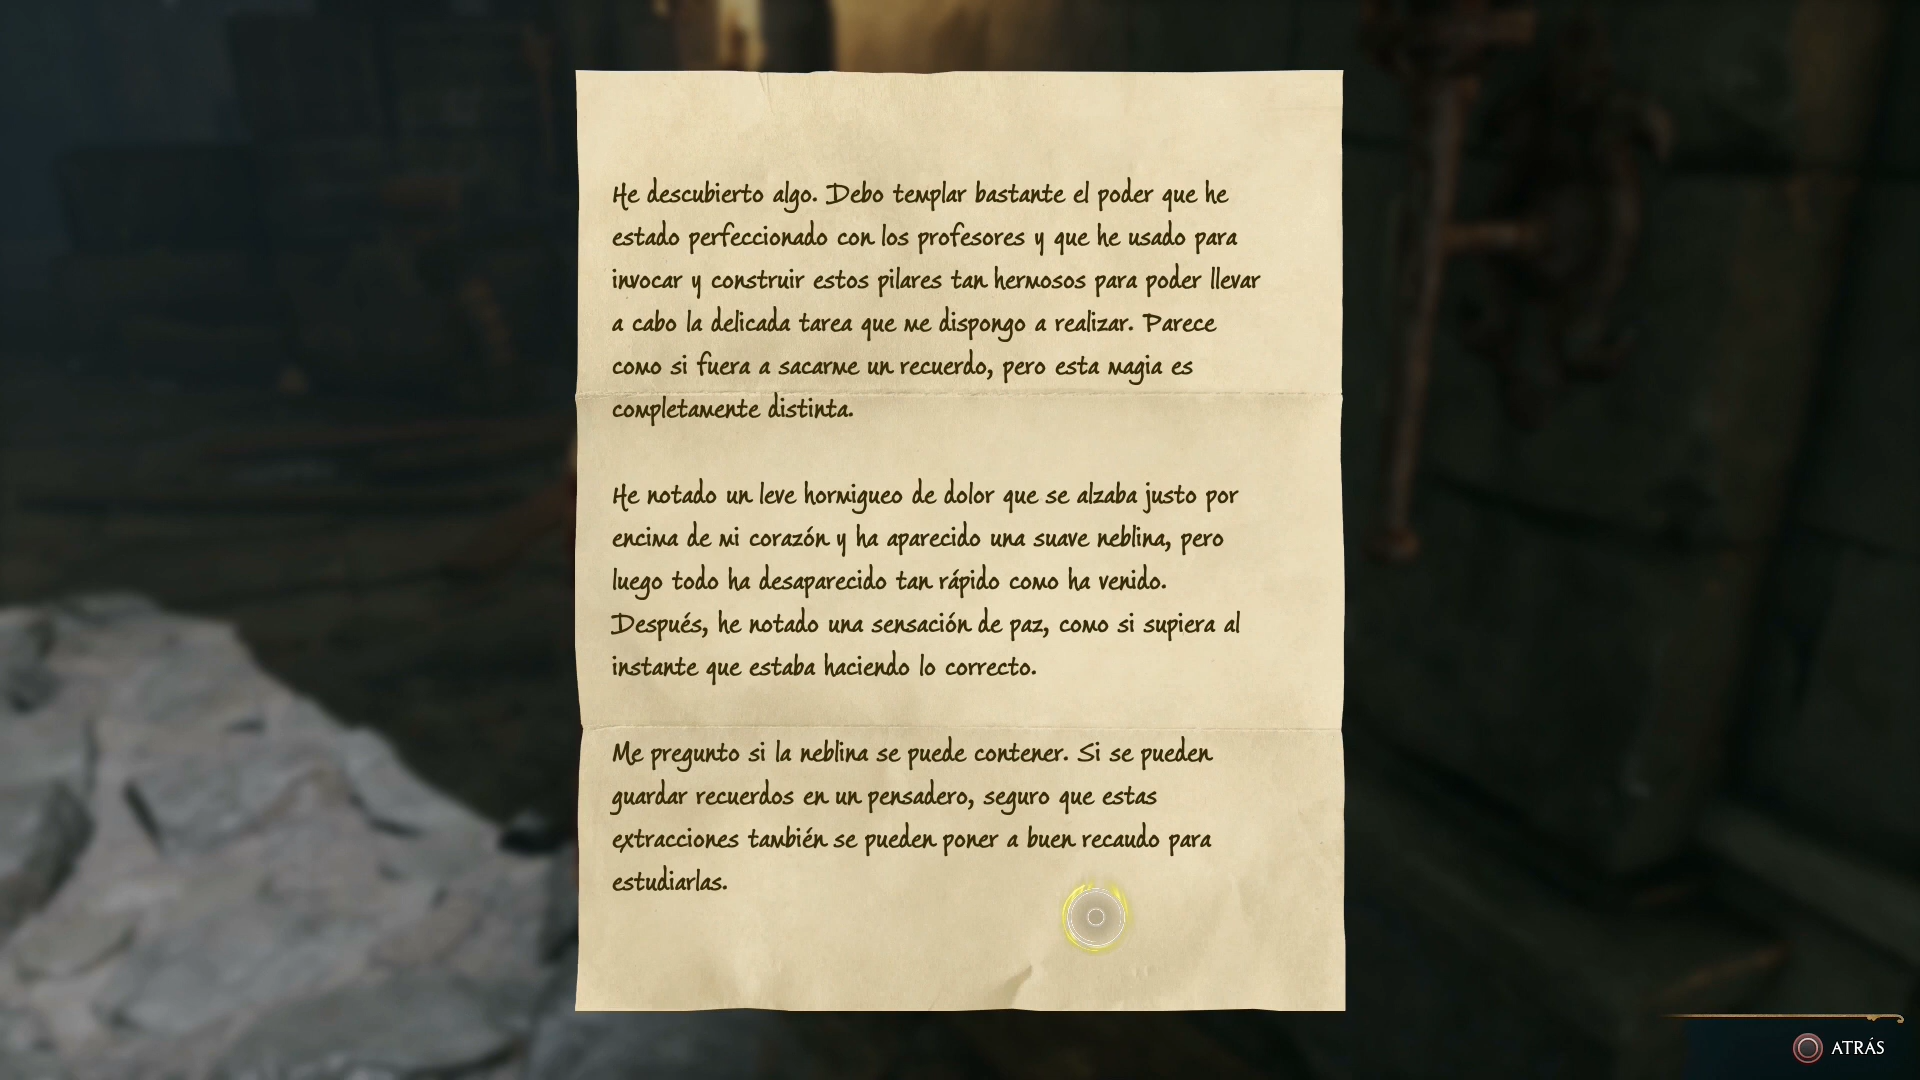 He descubierto algo. Debo templar bastante el poder que he
estado perfeccionado con los profesores y que he usado para
invocar y construir estos pilares tan hermosos para poder llevar
a cabo la delicada tarea que me dispongo a realizar. Parece
como si fuera a sacarme un recuerdo, pero esta magia es
completamente distinta.
He notado un leve hormigueo de dolor que se alzaba justo por
encima de mi corazón y ha aparecido una suave neblina, pero
luego todo ha desaparecido tan rápido como ha venido.
Después, he notado una sensación de paz, como si supiera al
instante que estaba haciendo lo correcto.
Me pregunto si la neblina se puede contener. Si se pueden
guardar recuerdos en un pensadero, seguro que estas
extracciones también se pueden poner a buen recaudo para
estudiarlas.
ATRÁS